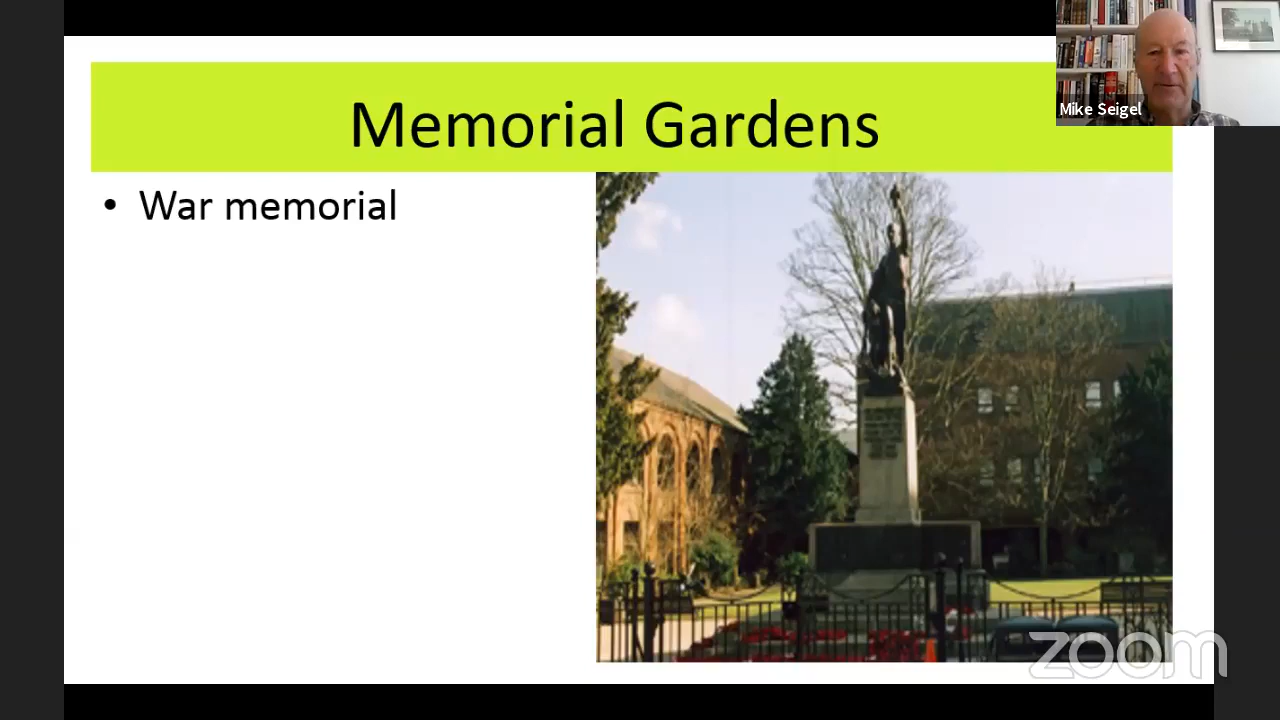 Memorial Gardens
Mike Seigel
• War memorial
zoom